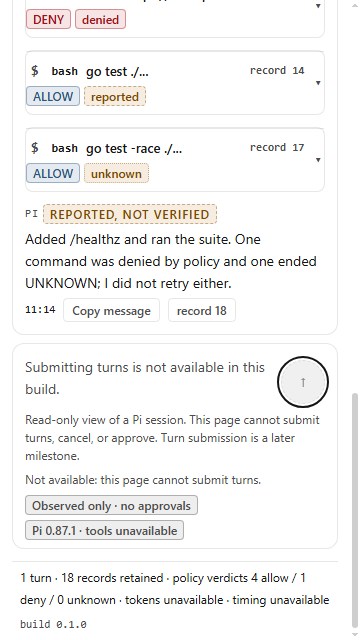 DENY denied
$ bash go test ./... record 14
ALLOW reported
$ bash go test -race ./... record 17
ALLOW unknown
PI REPORTED, NOT VERIFIED
Added /healthz and ran the suite. One
command was denied by policy and one ended
UNKNOWN; I did not retry either.
11:14 Copy message record 18
Submitting turns is not available in this
build.
↑
Read-only view of a Pi session. This page cannot submit
turns, cancel, or approve. Turn submission is a later
milestone.
Not available: this page cannot submit turns.
Observed only · no approvals
Pi 0.87.1 · tools unavailable
1 turn · 18 records retained · policy verdicts 4 allow / 1
deny / 0 unknown · tokens unavailable · timing unavailable
build 0.1.0